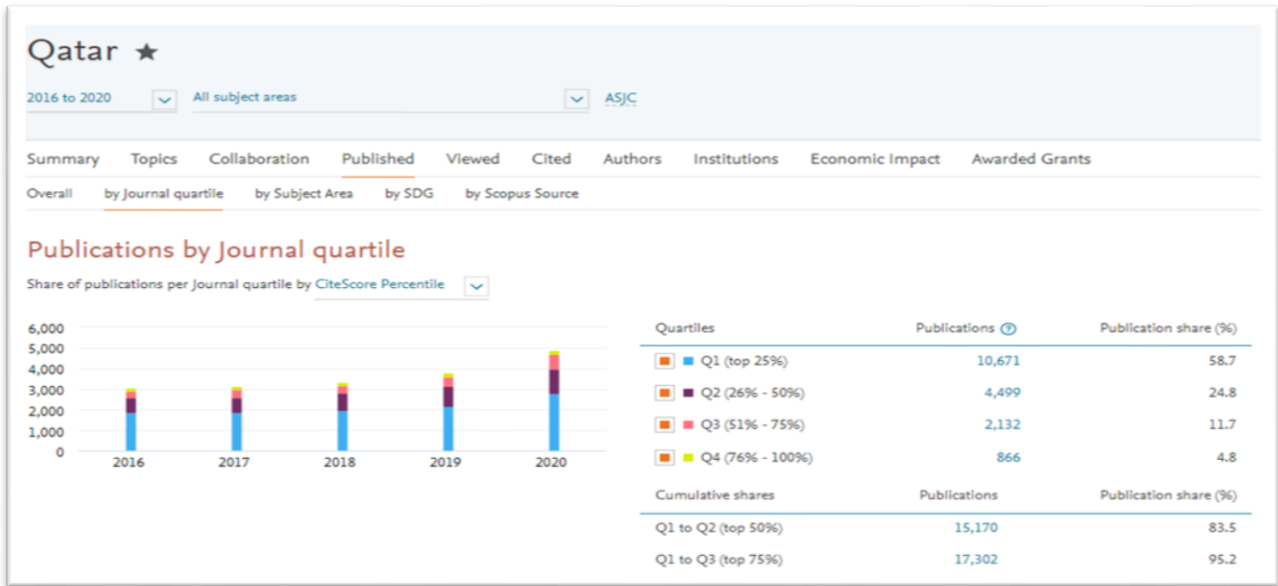 Qatar ★
2016 to 2020 All subject areas ASJC
Summary Topics Collaboration Published Viewed Cited Authors Institutions Economic Impact Awarded Grants
Overall by Journal quartile by Subject Area by SDG by Scopus Source
Publications by Journal quartile
Share of publications per Journal quartile by CiteScore Percentile
6,000
5,000
4,000
3,000
2,000
1,000
0
2016 2017 2018 2019 2020
Quartiles Publications ? Publication share (%)
Q1 (top 25%) 10,671 58.7
Q2 (26% - 50%) 4,499 24.8
Q3 (51% - 75%) 2,132 11.7
Q4 (76% - 100%) 866 4.8
Cumulative shares Publications Publication share (%)
Q1 to Q2 (top 50%) 15,170 83.5
Q1 to Q3 (top 75%) 17,302 95.2